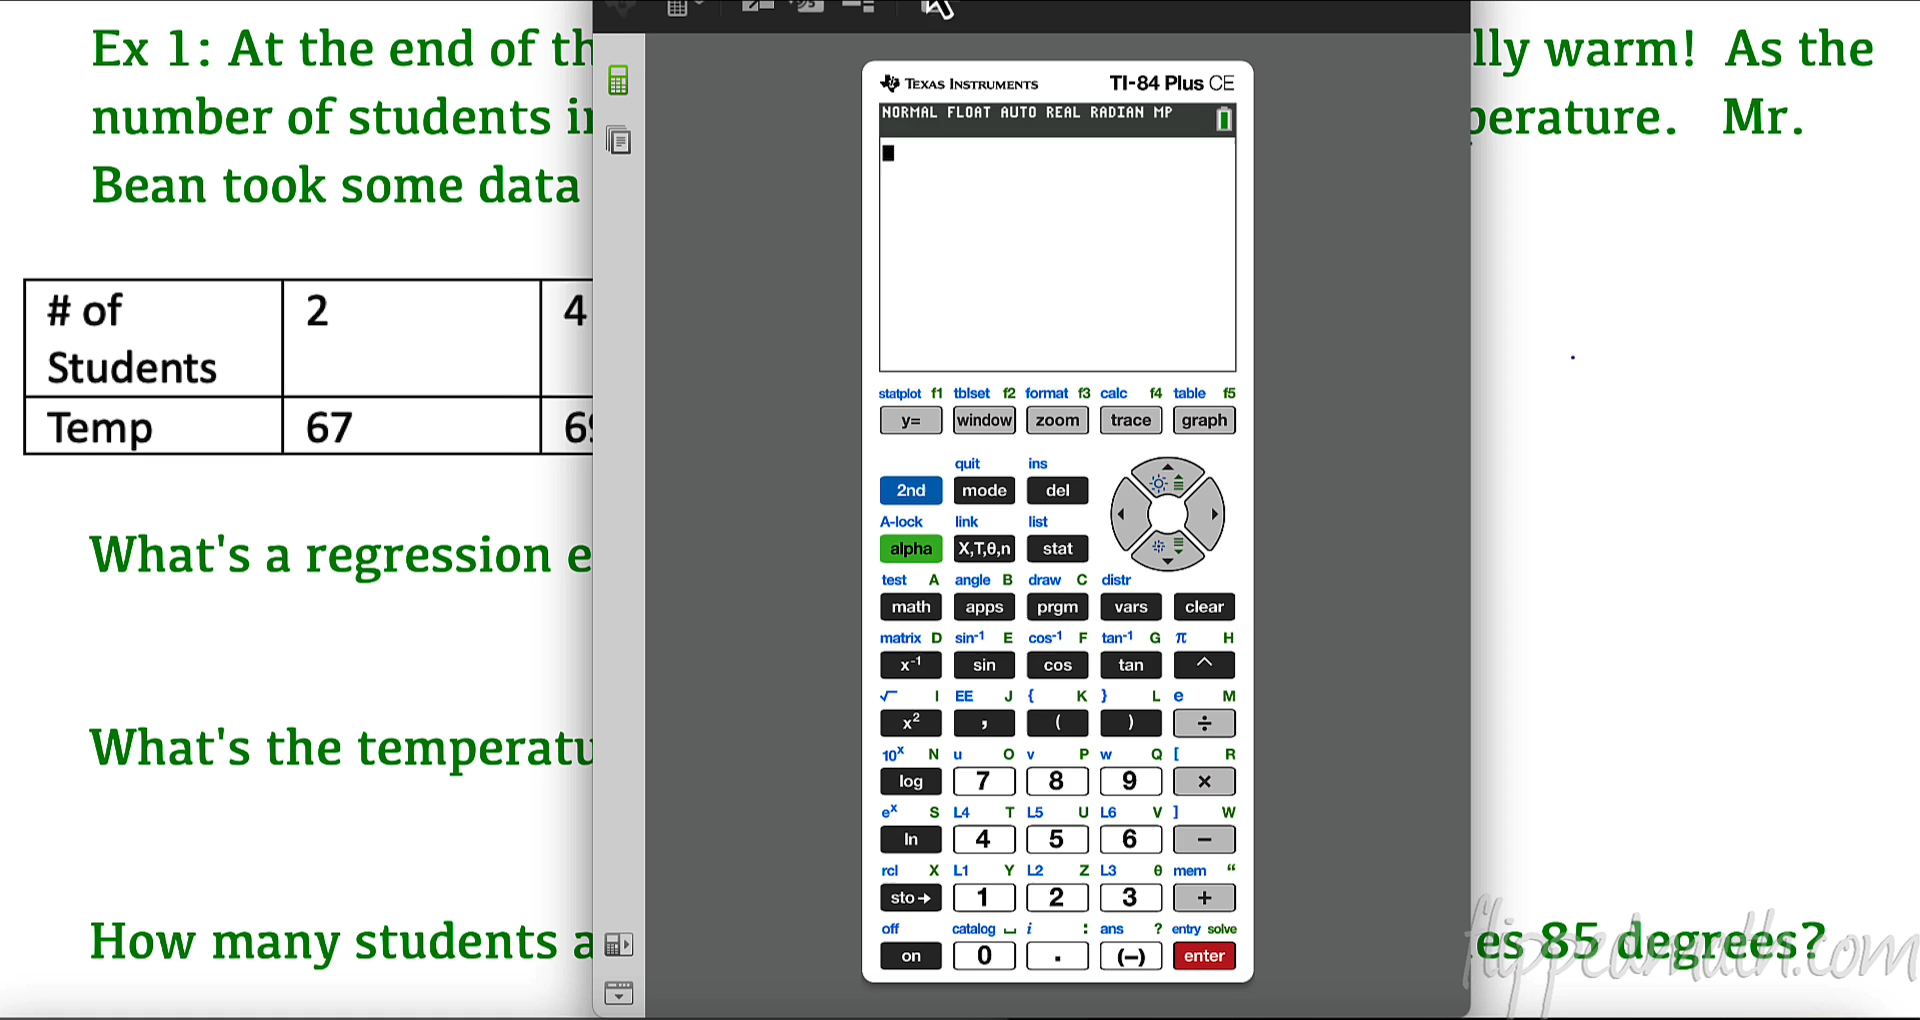 Ex 1: At the end of th
lly warm! As the
number of students in
perature. Mr.
Bean took some data
# of Students 2 4
Temp 67 69
What's a regression e
What's the temperatu
How many students a
es 85 degrees?
flippedmath.com
TEXAS INSTRUMENTS TI-84 Plus CE
NORMAL FLOAT AUTO REAL RADIAN MP
statplot f1 tblset f2 format f3 calc f4 table f5
y= window zoom trace graph
quit ins
2nd mode del
A-lock link list
alpha X,T,θ,n stat
test A angle B draw C distr
math apps prgm vars clear
matrix D sin-1 E cos-1 F tan-1 G π H
x-1 sin cos tan ^
√ I EE J { K } L e M
x² , ( ) ÷
10x N u O v P w Q [ R
log 7 8 9 ×
ex S L4 T L5 U L6 V ] W
ln 4 5 6 −
rcl X L1 Y L2 Z L3 θ mem “
sto→ 1 2 3 +
off catalog ⎵ i : ans ? entry solve
on 0 . (−) enter